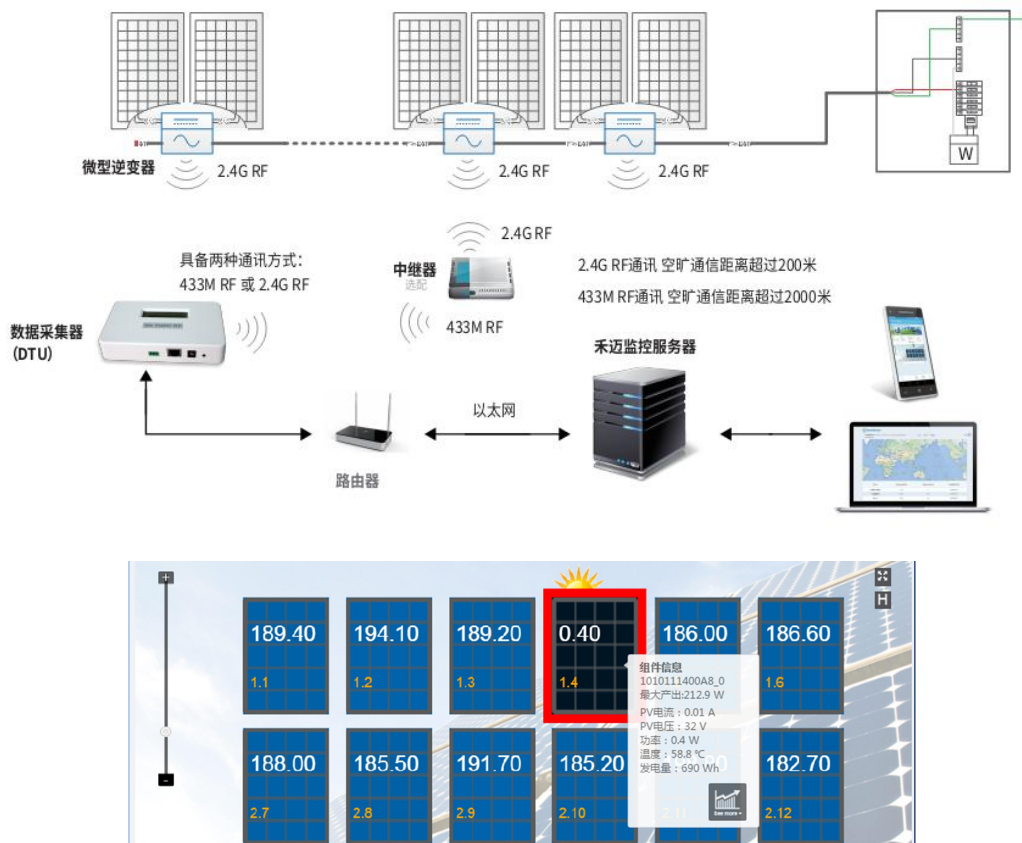 微型逆变器
2.4G RF
2.4G RF
2.4G RF
W
2.4G RF
具备两种通讯方式：
433M RF 或 2.4G RF
中继器
选配
433M RF
2.4G RF通讯 空旷通信距离超过200米
433M RF通讯 空旷通信距离超过2000米
数据采集器
（DTU）
禾迈监控服务器
以太网
路由器
H
189.40
194.10
189.20
0.40
186.00
186.60
1.1
1.2
1.3
1.4
1.6
组件信息
1010111400A8_0
最大产出:212.9 W
PV电流：0.01 A
PV电压：32 V
功率：0.4 W
温度：58.8 ℃
发电量：690 Wh
See more
188.00
185.50
191.70
185.20
182.70
2.7
2.8
2.9
2.10
2.11
2.12